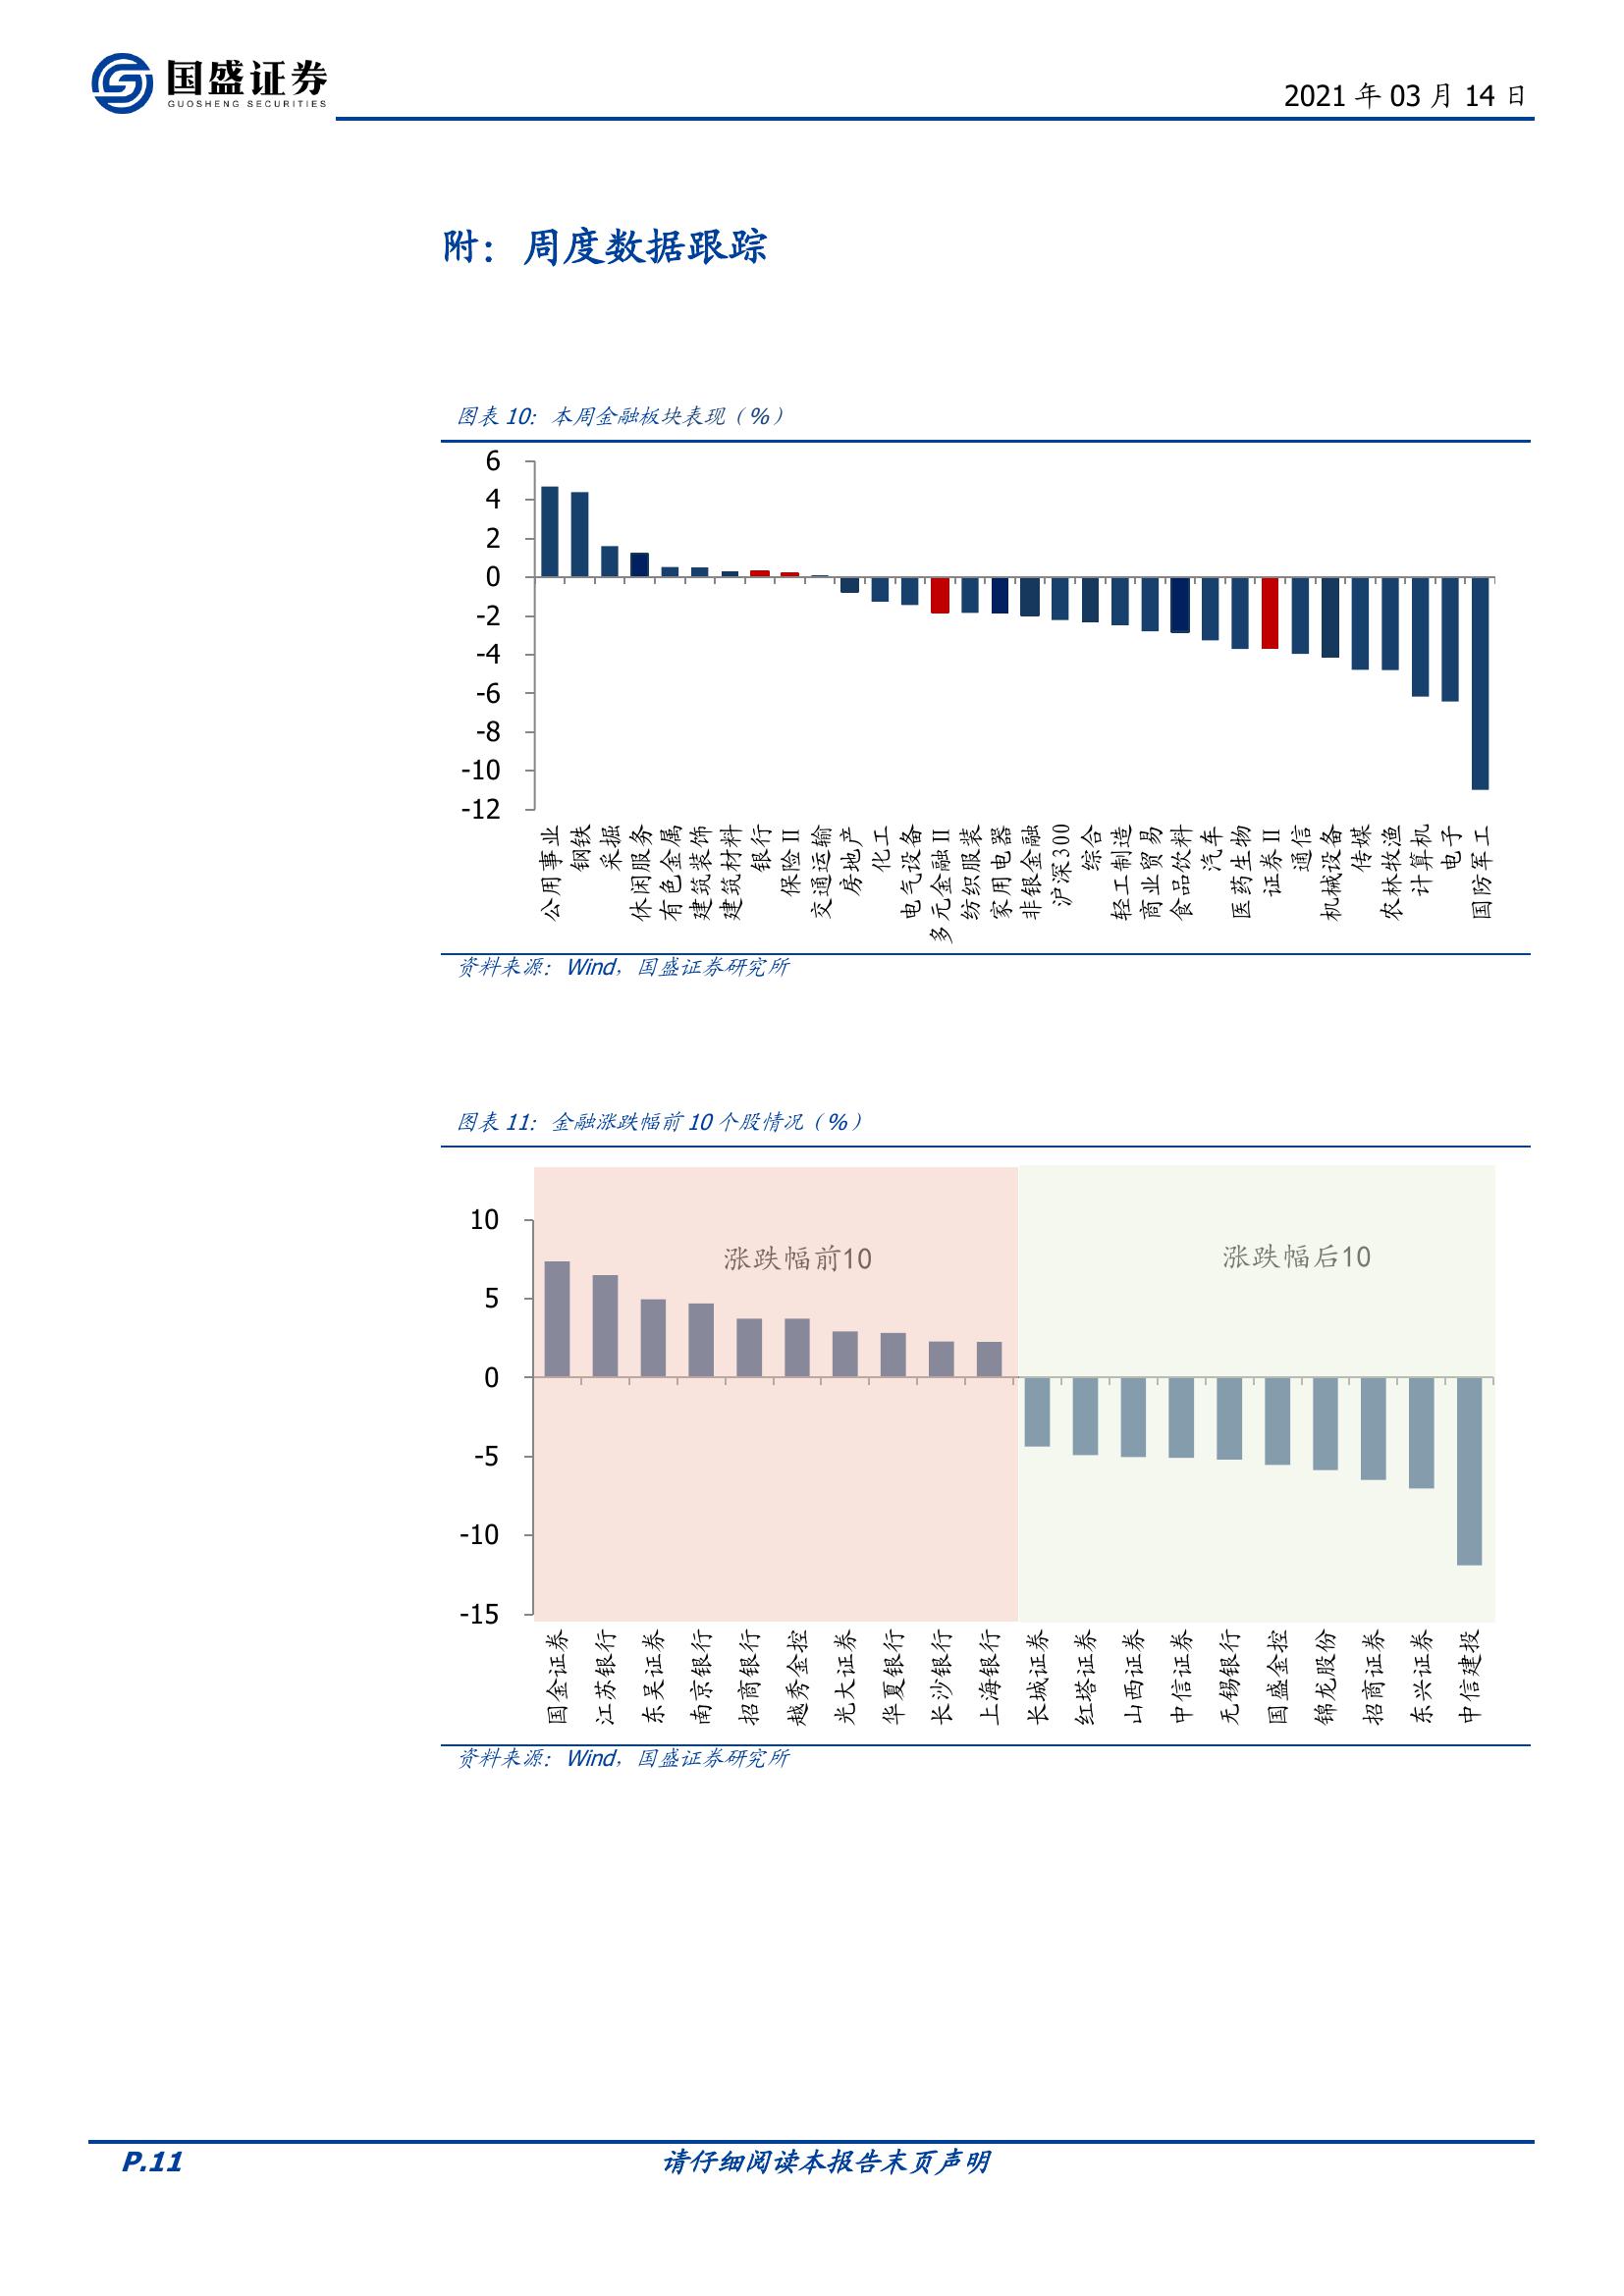 国盛证券
GUOSHENG SECURITIES
2021 年 03 月 14 日
附：周度数据跟踪
图表 10：本周金融板块表现（%）
6
4
2
0
-2
-4
-6
-8
-10
-12
公用事业
钢铁
采掘
休闲服务
有色金属
建筑装饰
建筑材料
银行
保险Ⅱ
交通运输
房地产
化工
电气设备
多元金融Ⅱ
纺织服装
家用电器
非银金融
沪深300
综合
轻工制造
商业贸易
食品饮料
汽车
医药生物
证券Ⅱ
通信
机械设备
传媒
农林牧渔
计算机
电子
国防军工
资料来源：Wind，国盛证券研究所
图表 11：金融涨跌幅前 10 个股情况（%）
涨跌幅前10
涨跌幅后10
10
5
0
-5
-10
-15
国金证券
江苏银行
东吴证券
南京银行
招商银行
越秀金控
光大证券
华夏银行
长沙银行
上海银行
长城证券
红塔证券
山西证券
中信证券
无锡银行
国盛金控
锦龙股份
招商证券
东兴证券
中信建投
资料来源：Wind，国盛证券研究所
P.11
请仔细阅读本报告末页声明